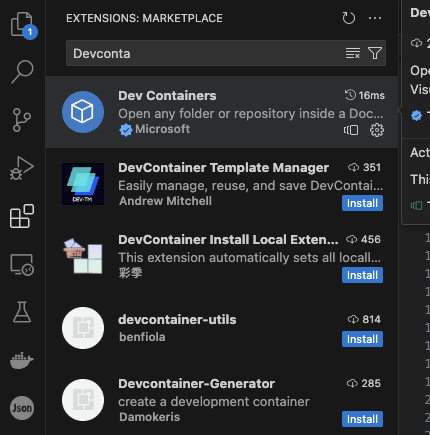 EXTENSIONS: MARKETPLACE
1
Devconta
Dev Containers 16ms
Open any folder or repository inside a Doc...
Microsoft
DevContainer Template Manager 351
Easily manage, reuse, and save DevContai...
Andrew Mitchell Install
DEV-TM
DevContainer Install Local Exten... 456
This extension automatically sets all locall...
彩季 Install
devcontainer-utils 814
benfiola Install
Devcontainer-Generator 285
create a development container
Damokeris Install
Json
De
2
Ope
Visu
Act
This